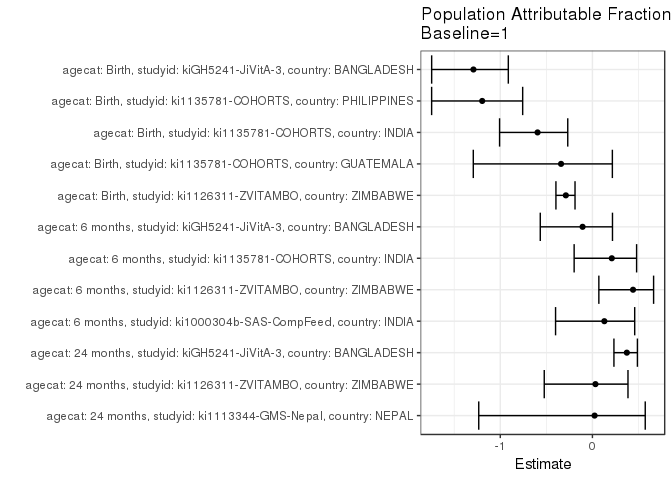 Population Attributable Fraction
Baseline=1
agecat: Birth, studyid: kiGH5241-JiVitA-3, country: BANGLADESH
agecat: Birth, studyid: ki1135781-COHORTS, country: PHILIPPINES
agecat: Birth, studyid: ki1135781-COHORTS, country: INDIA
agecat: Birth, studyid: ki1135781-COHORTS, country: GUATEMALA
agecat: Birth, studyid: ki1126311-ZVITAMBO, country: ZIMBABWE
agecat: 6 months, studyid: kiGH5241-JiVitA-3, country: BANGLADESH
agecat: 6 months, studyid: ki1135781-COHORTS, country: INDIA
agecat: 6 months, studyid: ki1126311-ZVITAMBO, country: ZIMBABWE
agecat: 6 months, studyid: ki1000304b-SAS-CompFeed, country: INDIA
agecat: 24 months, studyid: kiGH5241-JiVitA-3, country: BANGLADESH
agecat: 24 months, studyid: ki1126311-ZVITAMBO, country: ZIMBABWE
agecat: 24 months, studyid: ki1113344-GMS-Nepal, country: NEPAL
-1 0
Estimate